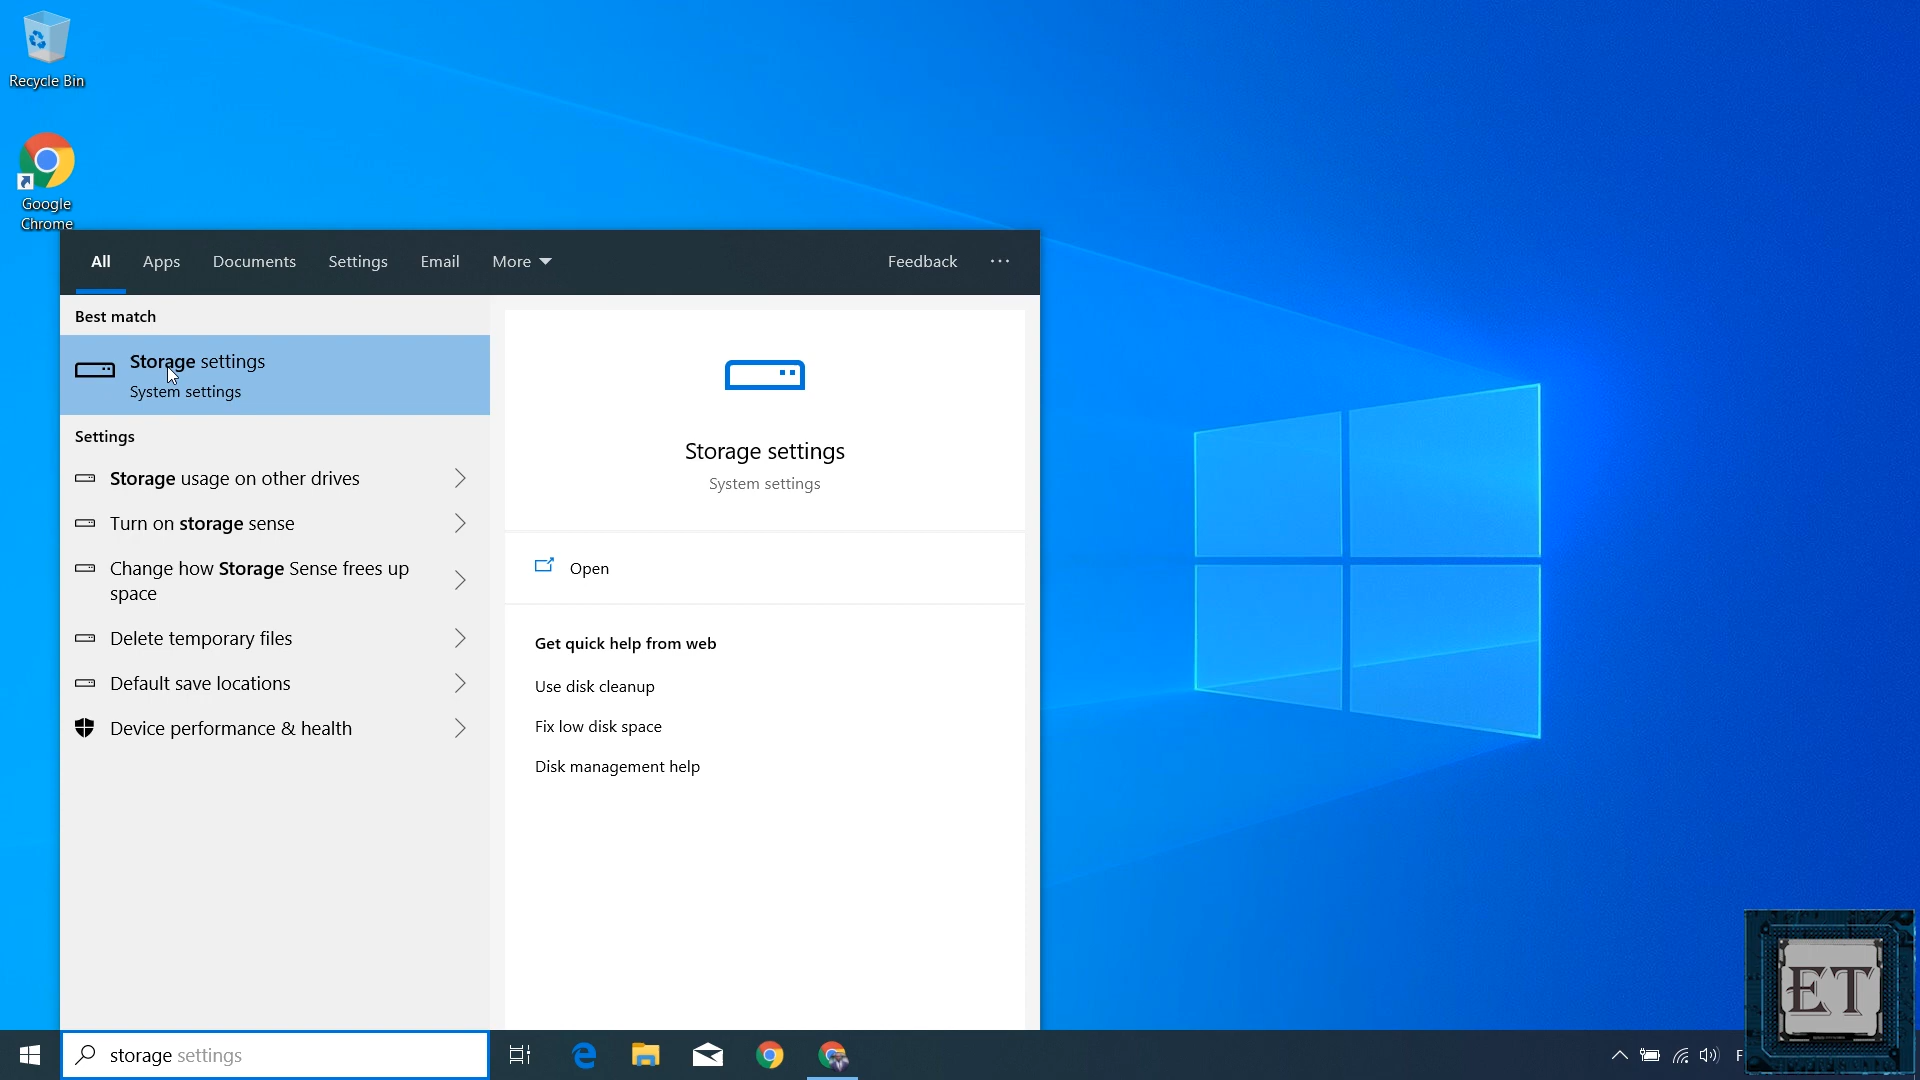 Recycle Bin
Google
Chrome
All Apps Documents Settings Email More Feedback ...
Best match
Storage settings
System settings
Settings
Storage usage on other drives
Turn on storage sense
Change how Storage Sense frees up
space
Delete temporary files
Default save locations
Device performance & health
Storage settings
System settings
Open
Get quick help from web
Use disk cleanup
Fix low disk space
Disk management help
storage settings
F
ET